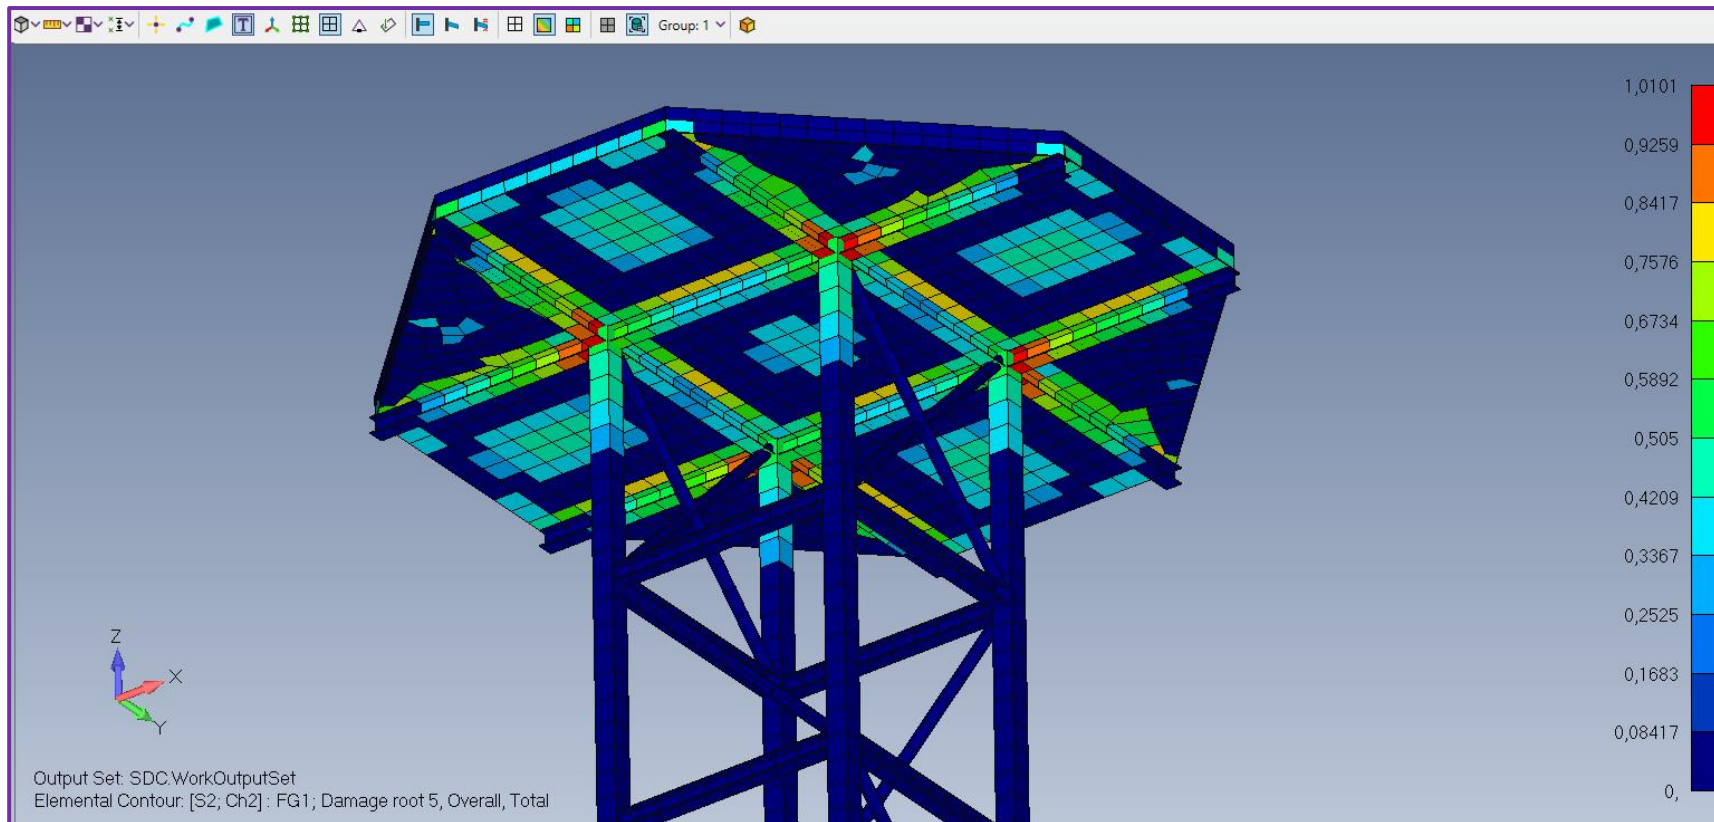 Group: 1
1,0101
0,9259
0,8417
0,7576
0,6734
0,5892
0,505
0,4209
0,3367
0,2525
0,1683
0,08417
0,
Z
X
Y
Output Set: SDC.WorkOutputSet
Elemental Contour: [S2; Ch2] : FG1; Damage root 5, Overall, Total